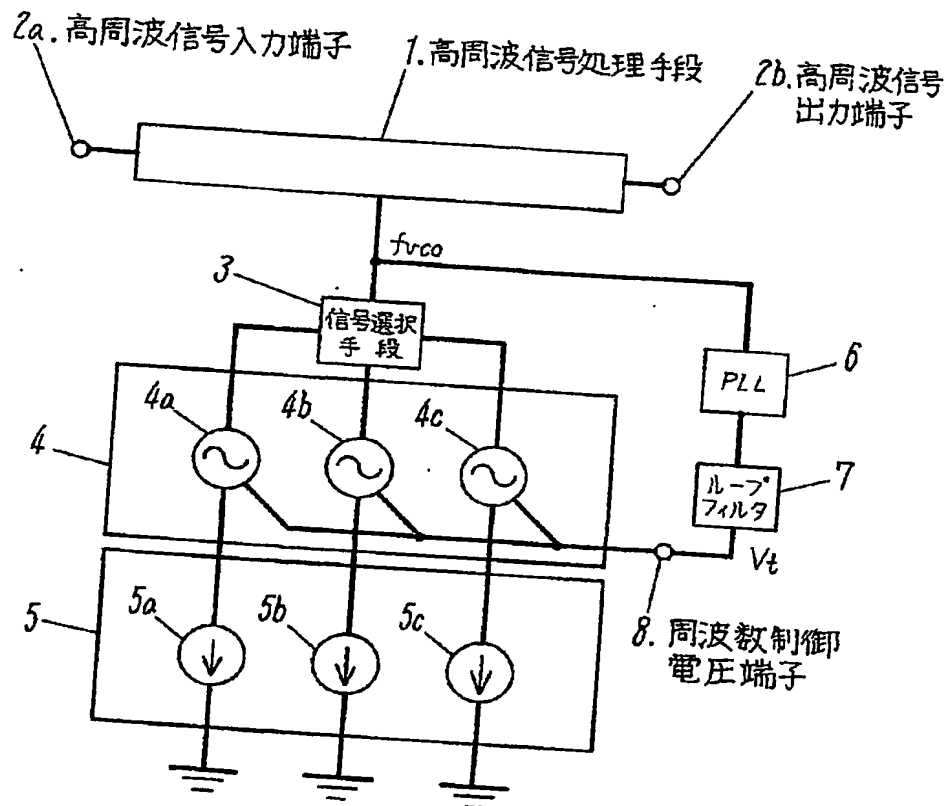 2a. 高周波信号入力端子
1. 高周波信号処理手段
2b. 高周波信号
出力端子
fvco
3
信号選択
手段
6
PLL
4a
4b
4c
4
7
ループ
フィルタ
Vt
5a
5b
5c
5
8. 周波数制御
電圧端子